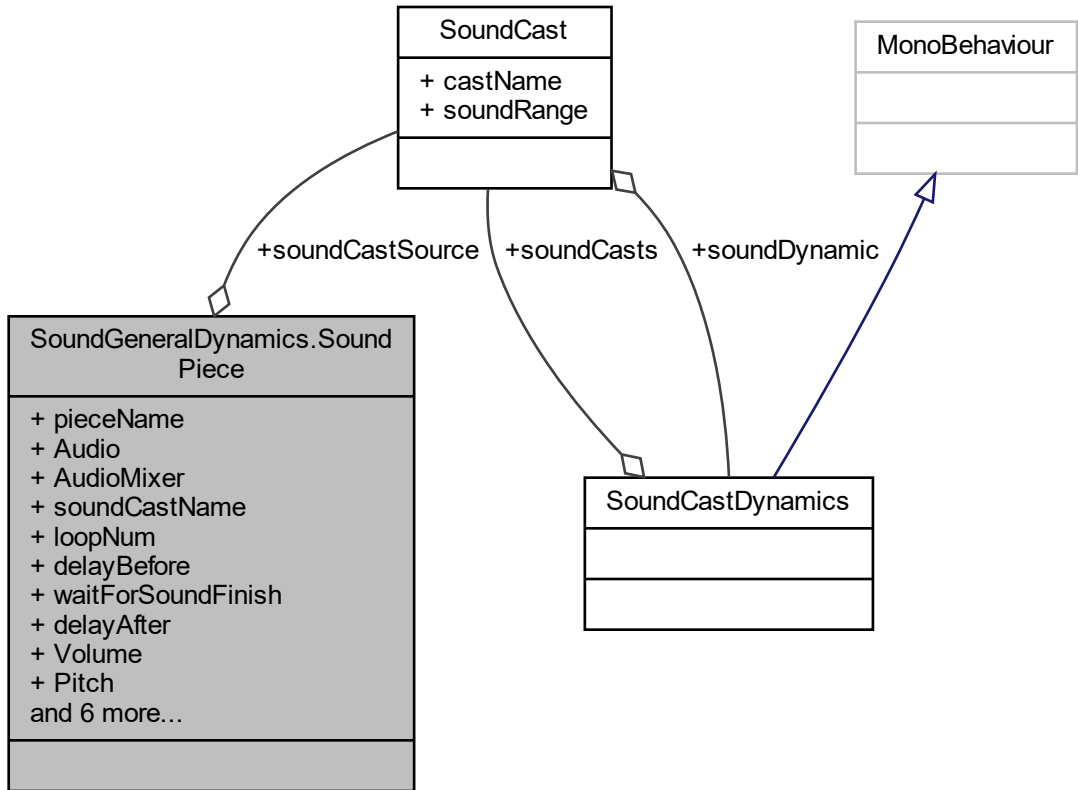 SoundCast
+ castName
+ soundRange
MonoBehaviour
+soundCastSource
+soundCasts
+soundDynamic
SoundGeneralDynamics.Sound
Piece
+ pieceName
+ Audio
+ AudioMixer
+ soundCastName
+ loopNum
+ delayBefore
+ waitForSoundFinish
+ delayAfter
+ Volume
+ Pitch
and 6 more...
SoundCastDynamics